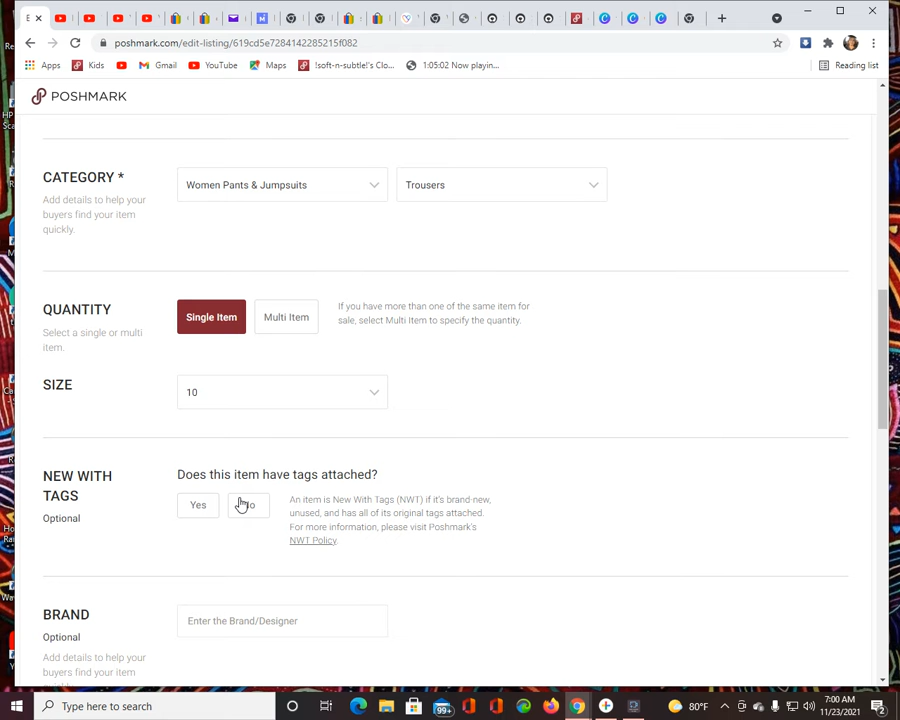 E
poshmark.com/edit-listing/619cd5e7284142285215f082
Apps Kids Gmail YouTube Maps !soft-n-subtle!'s Clo... 1:05:02 Now playin... Reading list
POSHMARK
CATEGORY *
Add details to help your
buyers find your item
quickly.
Women Pants & Jumpsuits
Trousers
QUANTITY
Select a single or multi
item.
Single Item
Multi Item
If you have more than one of the same item for
sale, select Multi Item to specify the quantity.
SIZE
10
NEW WITH
TAGS
Optional
Does this item have tags attached?
Yes
An item is New With Tags (NWT) if it's brand-new,
unused, and has all of its original tags attached.
For more information, please visit Poshmark's
NWT Policy.
BRAND
Optional
Add details to help your
buyers find your item
Enter the Brand/Designer
Type here to search
99+
80°F
7:00 AM
11/23/2021
2